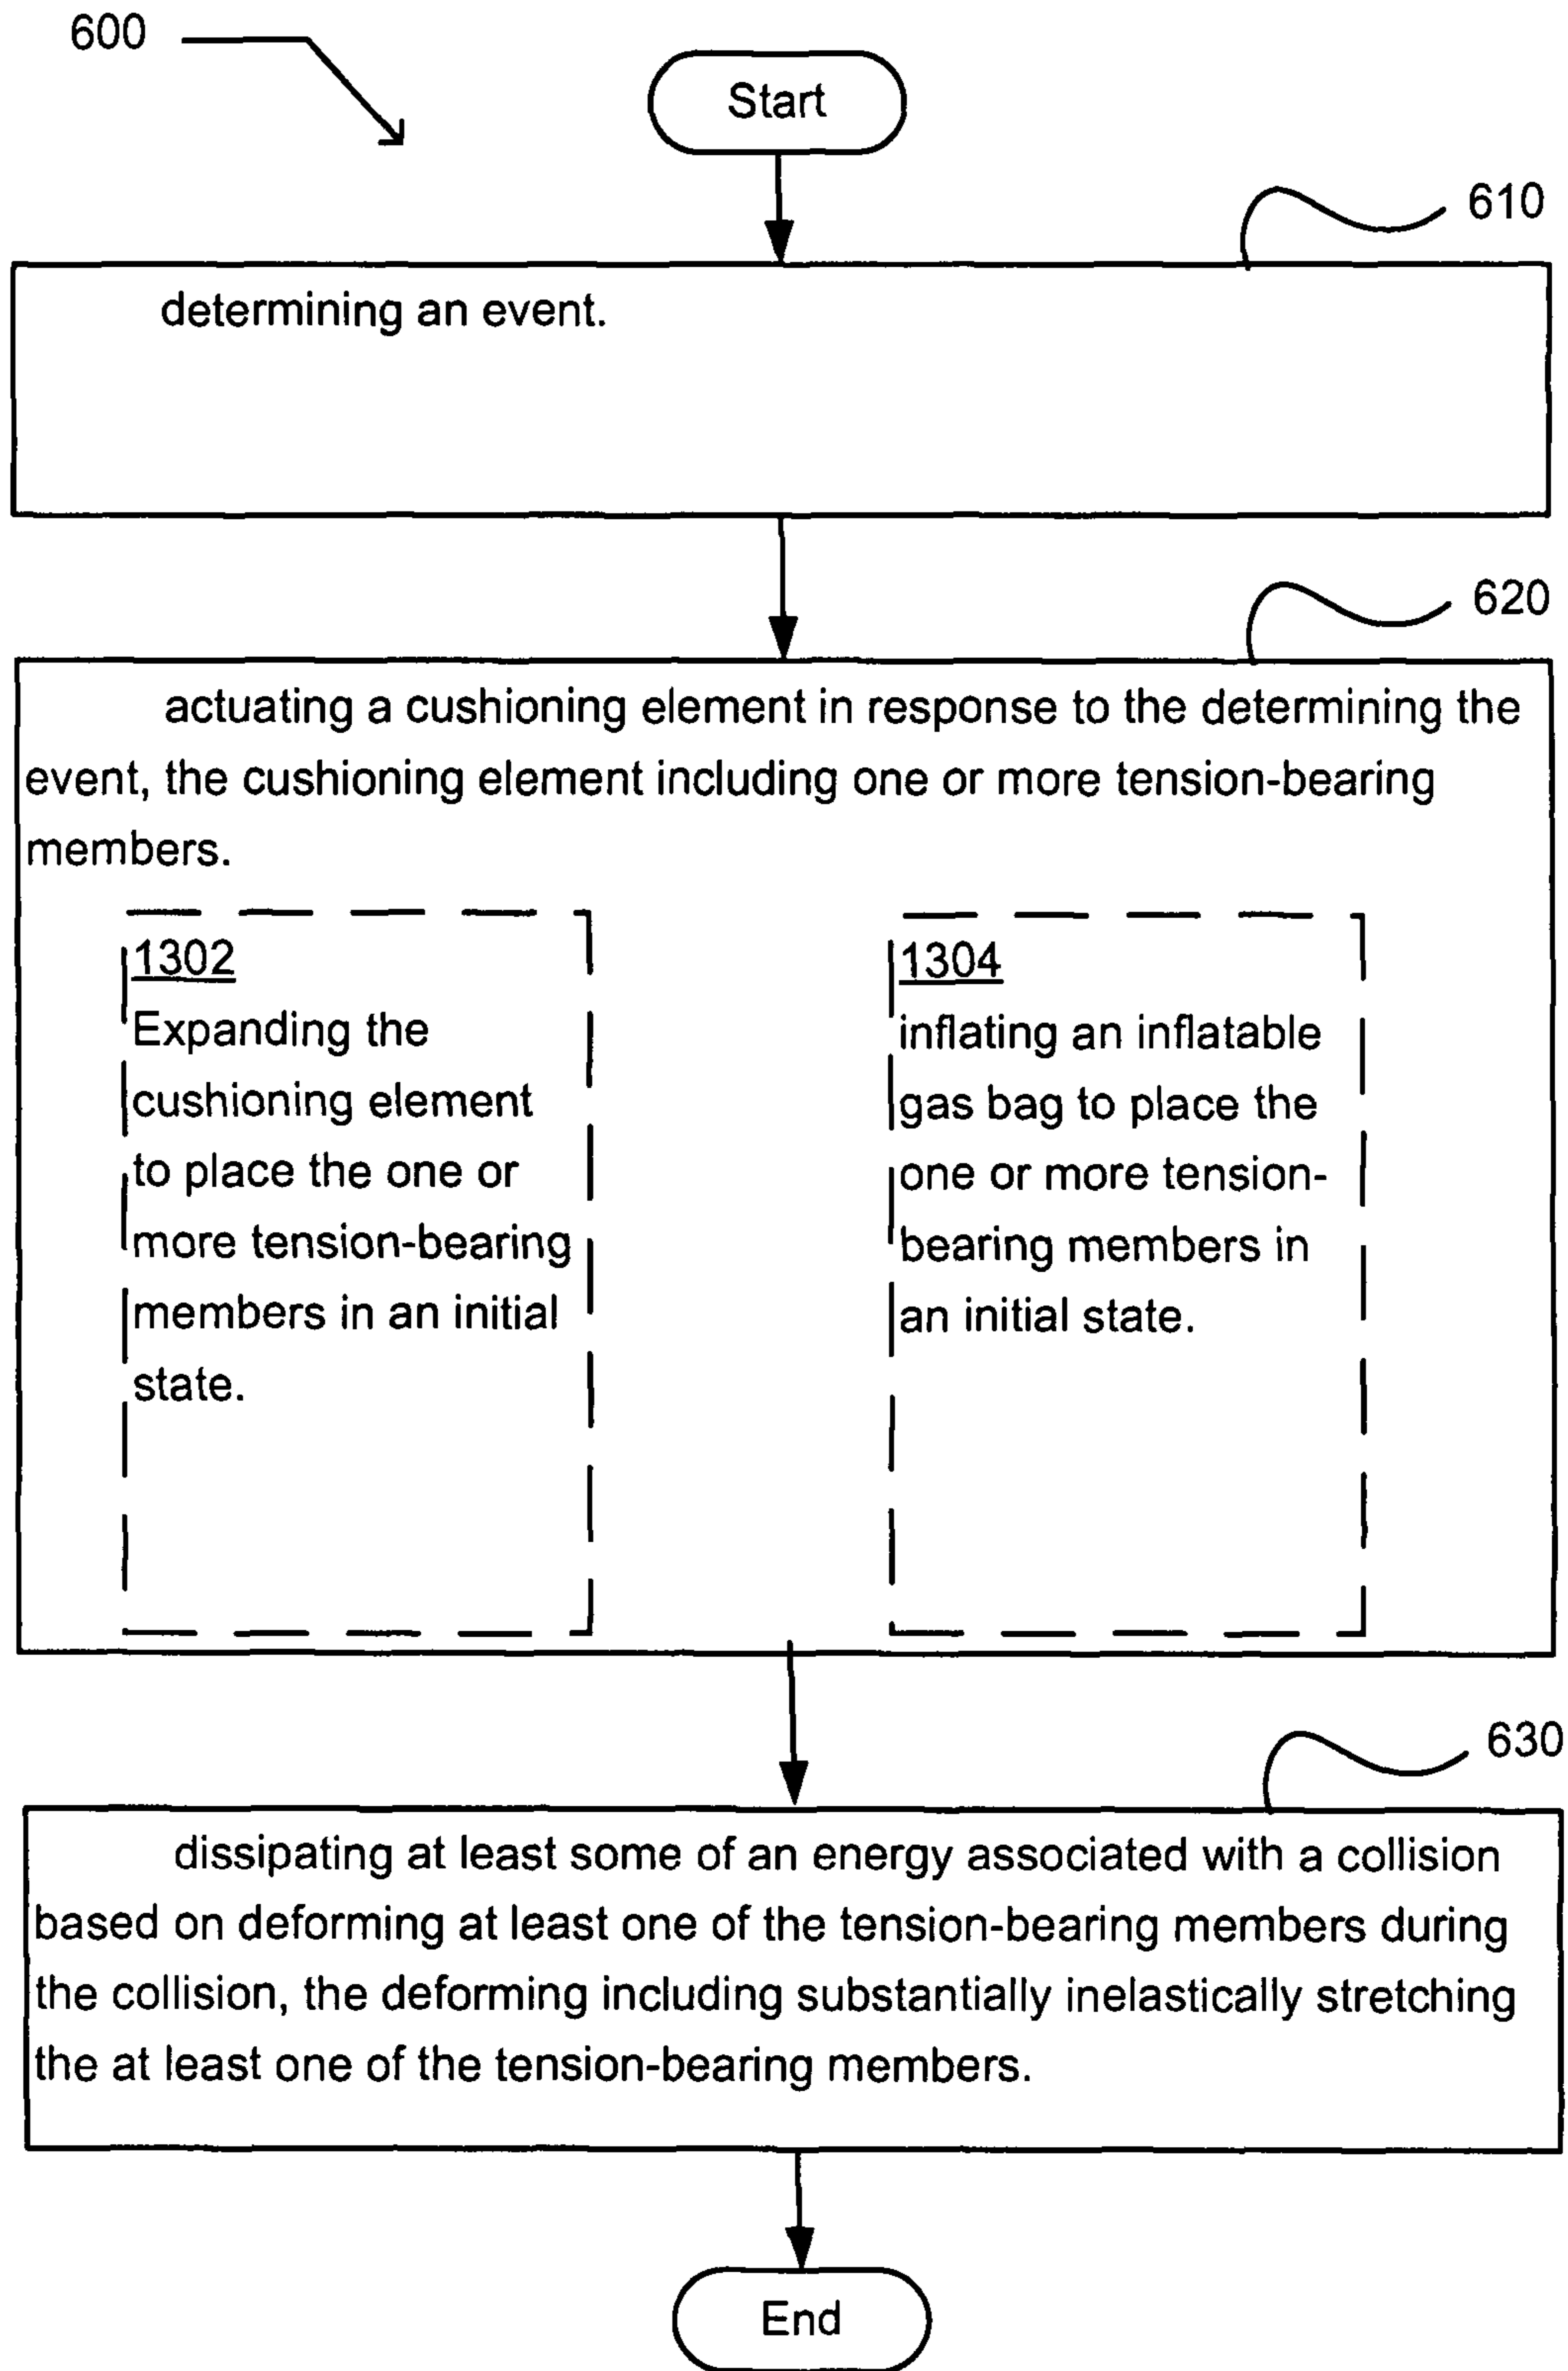 600
Start
610
determining an event.
620
actuating a cushioning element in response to the determining the
event, the cushioning element including one or more tension-bearing
members.
1302
Expanding the
cushioning element
to place the one or
more tension-bearing
members in an initial
state.
1304
inflating an inflatable
gas bag to place the
one or more tension-
bearing members in
an initial state.
630
dissipating at least some of an energy associated with a collision
based on deforming at least one of the tension-bearing members during
the collision, the deforming including substantially inelastically stretching
the at least one of the tension-bearing members.
End